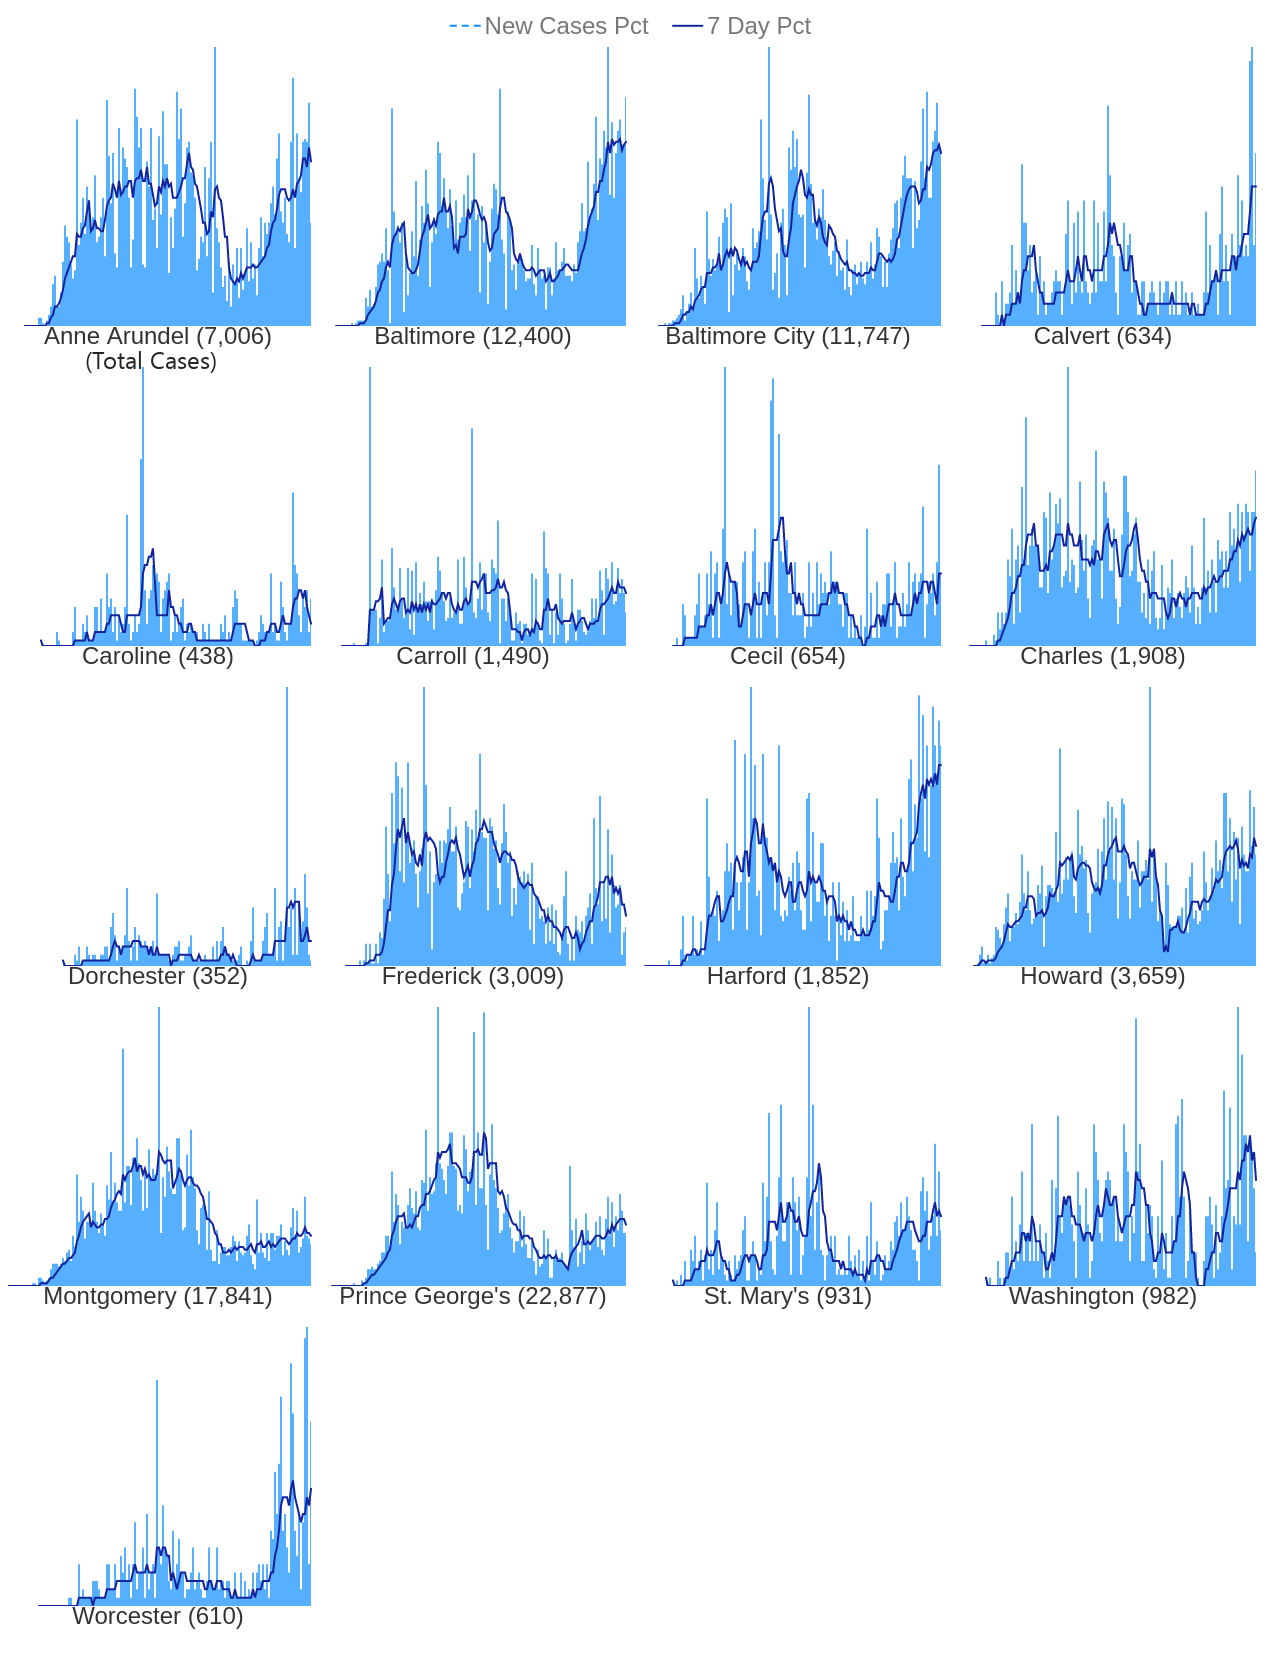 New Cases Pct 7 Day Pct
Anne Arundel (7,006) Baltimore (12,400) Baltimore City (11,747) Calvert (634)
(Total Cases)
Caroline (438) Carroll (1,490) Cecil (654) Charles (1,908)
Dorchester (352) Frederick (3,009) Harford (1,852) Howard (3,659)
Montgomery (17,841) Prince George's (22,877) St. Mary's (931) Washington (982)
Worcester (610)